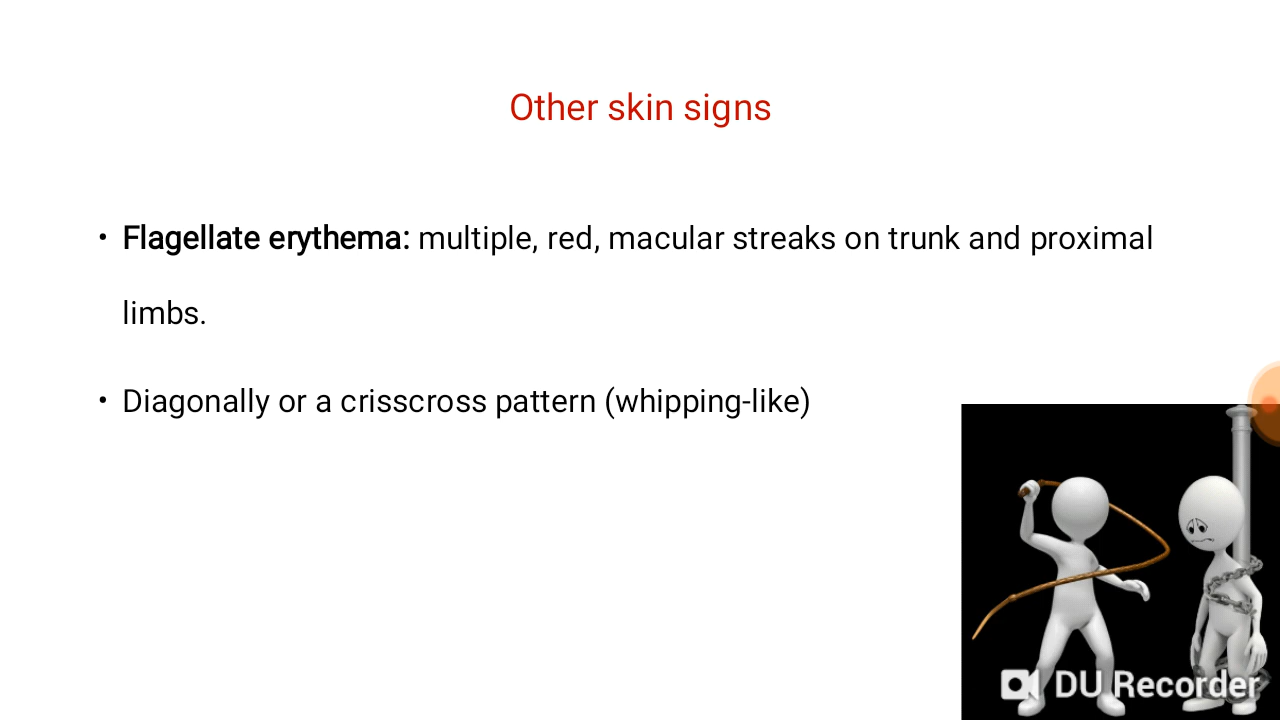 Other skin signs
• Flagellate erythema: multiple, red, macular streaks on trunk and proximal
limbs.
• Diagonally or a crisscross pattern (whipping-like)
DU Recorder